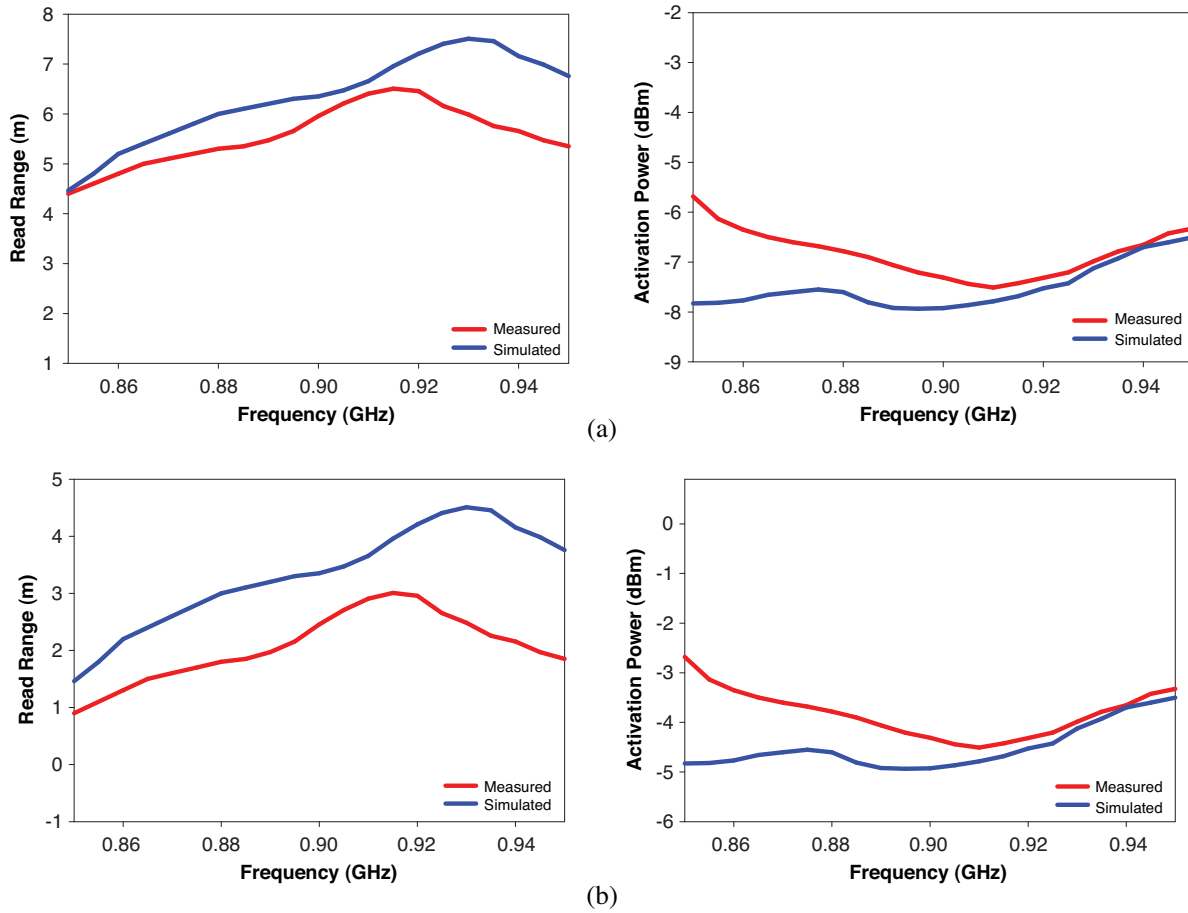 8
7
6
5
4
3
2
1
Read Range (m)
0.86 0.88 0.90 0.92 0.94
Frequency (GHz)
Measured
Simulated
-2
-3
-4
-5
-6
-7
-8
-9
Activation Power (dBm)
0.86 0.88 0.90 0.92 0.94
Frequency (GHz)
Measured
Simulated
(a)
5
4
3
2
1
0
-1
Read Range (m)
0.86 0.88 0.90 0.92 0.94
Frequency (GHz)
Measured
Simulated
0
-1
-2
-3
-4
-5
-6
Activation Power (dBm)
0.86 0.88 0.90 0.92 0.94
Frequency (GHz)
Measured
Simulated
(b)